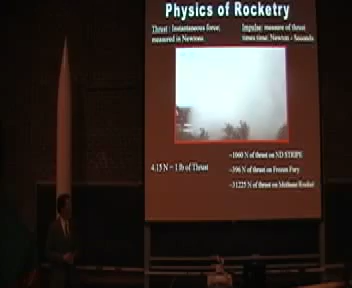 Physics of Rocketry
Thrust : Instantaneous force, measured in Newtons.
Impulse: measure of thrust times time, Newton - Seconds
4.15 N = 1 lb of Thrust
~1060 N of thrust on ND STRIPE
~396 N of thrust on Frozen Fury
~31225 N of thrust on Methane Rocket